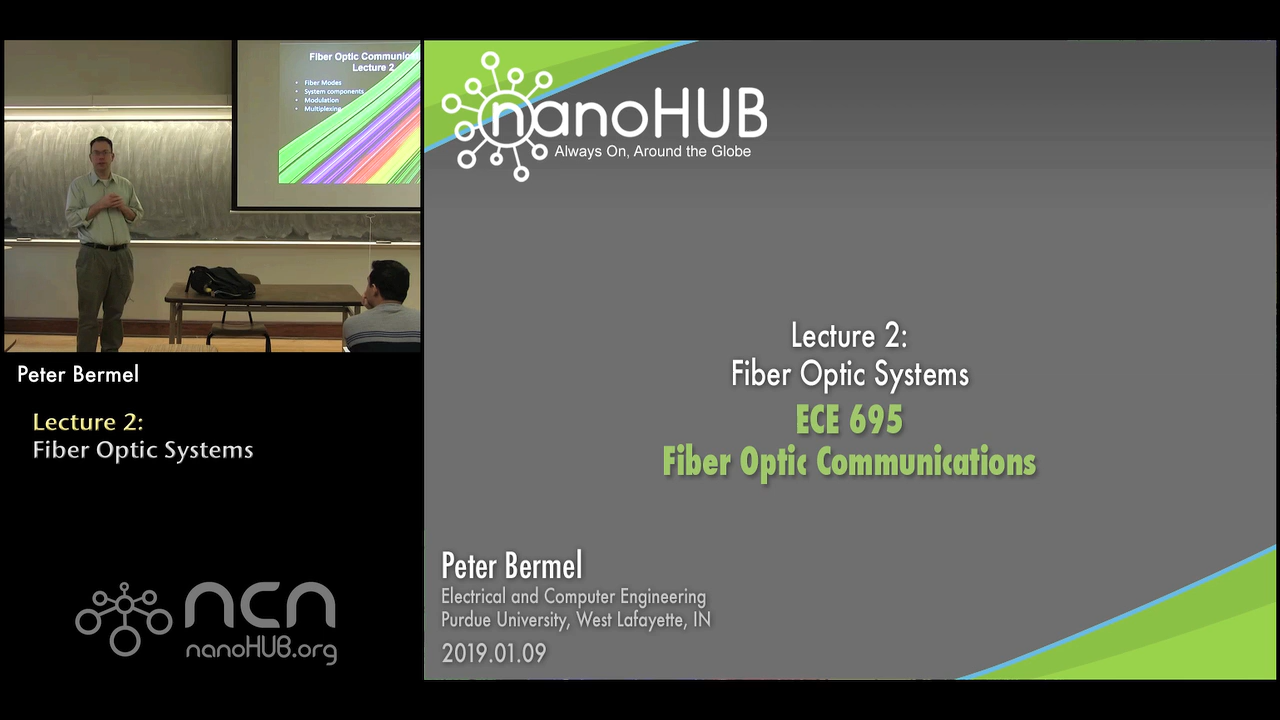 Fiber Optic Communica
Lecture 2
• Fiber Modes
• System components
• Modulation
• Multiplexing
Peter Bermel
Lecture 2:
Fiber Optic Systems
ncn
nanoHUB.org
nanoHUB
Always On, Around the Globe
Lecture 2:
Fiber Optic Systems
ECE 695
Fiber Optic Communications
Peter Bermel
Electrical and Computer Engineering
Purdue University, West Lafayette, IN
2019.01.09